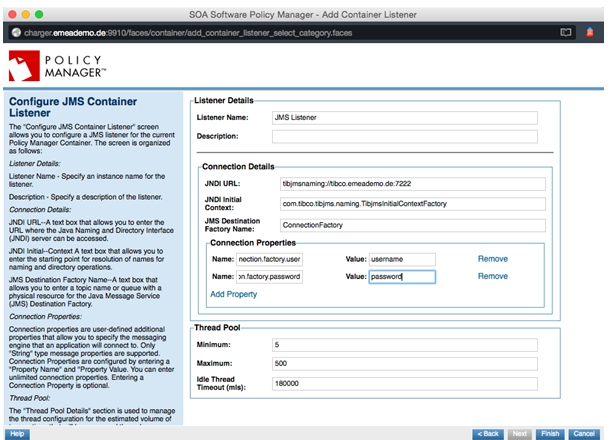 SOA Software Policy Manager - Add Container Listener
charger.emeademo.de:9910/faces/container/add_container_listener_select_category.faces
POLICY
MANAGER™
Configure JMS Container
Listener
The "Configure JMS Container Listener" screen
allows you to configure a JMS listener for the current
Policy Manager Container. The screen is organized
as follows:
Listener Details:
Listener Name - Specify an instance name for the
listener.
Description - Specify a description of the listener.
Connection Details:
JNDI URL--A text box that allows you to enter the
URL where the Java Naming and Directory Interface
(JNDI) server can be accessed.
JNDI Initial--Context A text box that allows you to
enter the starting point for resolution of names for
naming and directory operations.
JMS Destination Factory Name--A text box that
allows you to enter a topic name or queue with a
physical resource for the Java Message Service
(JMS) Destination Factory.
Connection Properties:
Connection properties are user-defined additional
properties that allow you to specify the messaging
engine that an application will connect to. Only
"String" type message properties are supported.
Connection Properties are configured by entering a
"Property Name" and "Property Value. You can enter
unlimited connection properties. Entering a
Connection Property is optional.
Thread Pool:
The "Thread Pool Details" section is used to manage
the thread configuration for the estimated volume of
Listener Details
Listener Name: JMS Listener
Description:
Connection Details
JNDI URL: tibjmsnaming://tibco.emeademo.de:7222
JNDI Initial
Context: com.tibco.tibjms.naming.TibjmsInitialContextFactory
JMS Destination
Factory Name: ConnectionFactory
Connection Properties
Name: nection.factory.user Value: username Remove
Name: on.factory.password Value: password Remove
Add Property
Thread Pool
Minimum: 5
Maximum: 500
Idle Thread
Timeout (mls): 180000
Help < Back Next Finish Cancel